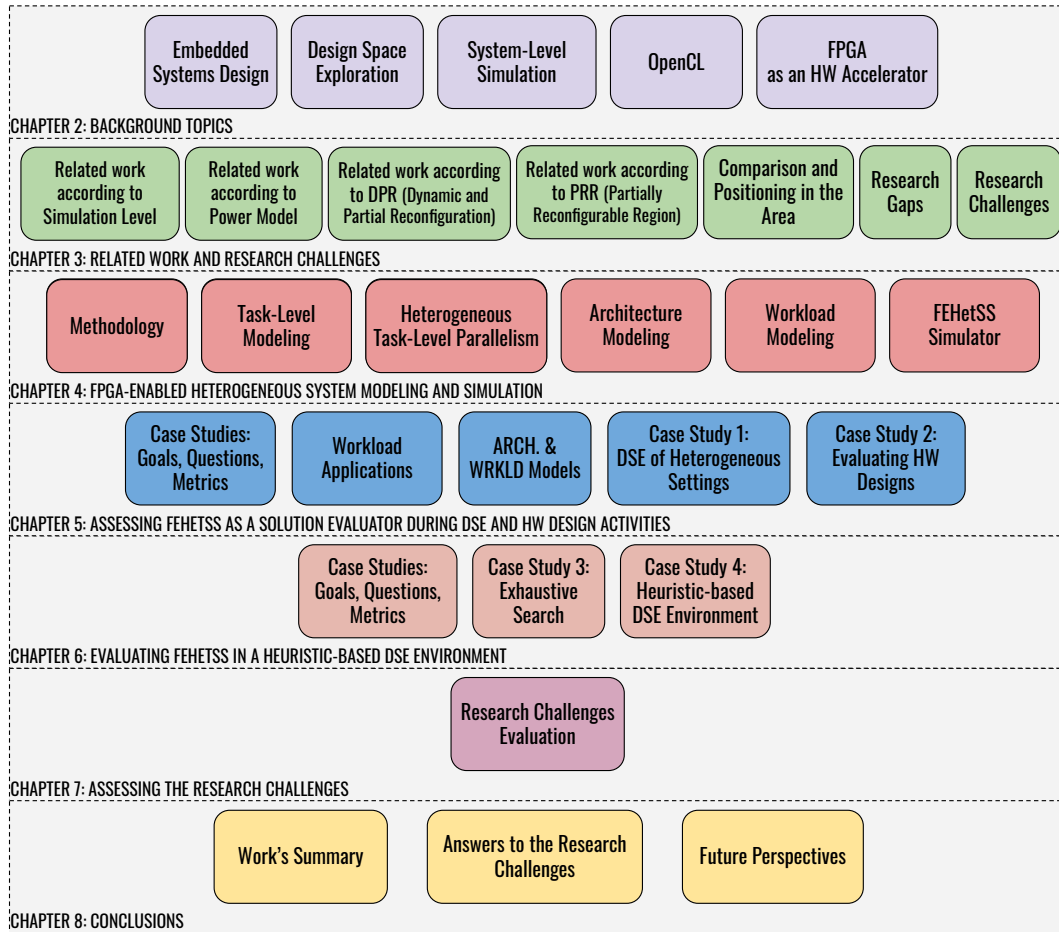 Embedded
Systems Design
Design Space
Exploration
System-Level
Simulation
OpenCL
FPGA
as an HW Accelerator
CHAPTER 2: BACKGROUND TOPICS
Related work
according to
Simulation Level
Related work
according to
Power Model
Related work according
to DPR (Dynamic and
Partial Reconfiguration)
Related work according
to PRR (Partially
Reconfigurable Region)
Comparison and
Positioning in the
Area
Research
Gaps
Research
Challenges
CHAPTER 3: RELATED WORK AND RESEARCH CHALLENGES
Methodology
Task-Level
Modeling
Heterogeneous
Task-Level Parallelism
Architecture
Modeling
Workload
Modeling
FEHetSS
Simulator
CHAPTER 4: FPGA-ENABLED HETEROGENEOUS SYSTEM MODELING AND SIMULATION
Case Studies:
Goals, Questions,
Metrics
Workload
Applications
ARCH. &
WRKLD Models
Case Study 1:
DSE of Heterogeneous
Settings
Case Study 2:
Evaluating HW
Designs
CHAPTER 5: ASSESSING FEHETSS AS A SOLUTION EVALUATOR DURING DSE AND HW DESIGN ACTIVITIES
Case Studies:
Goals, Questions,
Metrics
Case Study 3:
Exhaustive
Search
Case Study 4:
Heuristic-based
DSE Environment
CHAPTER 6: EVALUATING FEHETSS IN A HEURISTIC-BASED DSE ENVIRONMENT
Research Challenges
Evaluation
CHAPTER 7: ASSESSING THE RESEARCH CHALLENGES
Work's Summary
Answers to the Research
Challenges
Future Perspectives
CHAPTER 8: CONCLUSIONS